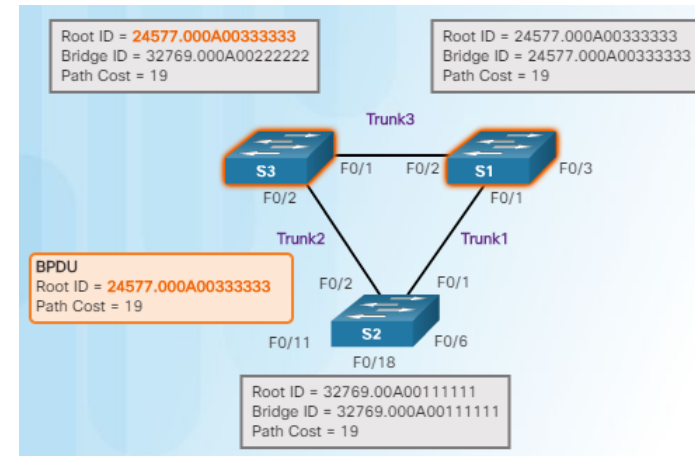 Root ID = 24577.000A00333333
Bridge ID = 32769.000A00222222
Path Cost = 19
Root ID = 24577.000A00333333
Bridge ID = 24577.000A00333333
Path Cost = 19
Trunk3
S3
F0/1
F0/2
S1
F0/3
F0/2
F0/1
Trunk2
Trunk1
BPDU
Root ID = 24577.000A00333333
Path Cost = 19
F0/2
F0/1
S2
F0/11
F0/6
F0/18
Root ID = 32769.00A00111111
Bridge ID = 32769.000A00111111
Path Cost = 19